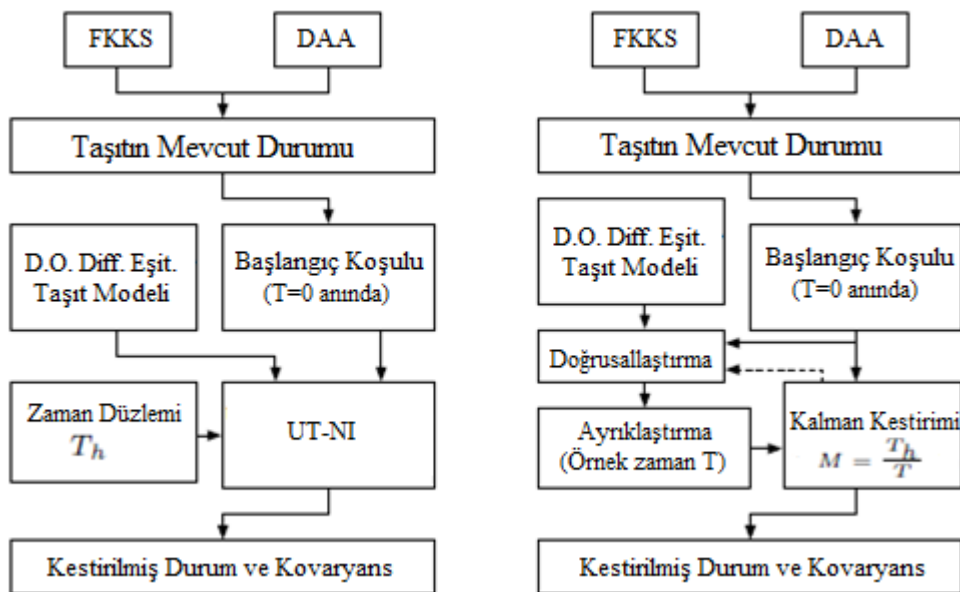 FKKS
DAA
Taşıtın Mevcut Durumu
D.O. Diff. Eşit.
Taşıt Modeli
Başlangıç Koşulu
(T=0 anında)
Zaman Düzlemi
T_h
UT-NI
Kestirilmiş Durum ve Kovaryans
FKKS
DAA
Taşıtın Mevcut Durumu
D.O. Diff. Eşit.
Taşıt Modeli
Başlangıç Koşulu
(T=0 anında)
Doğrusallaştırma
Ayrıklaştırma
(Örnek zaman T)
Kalman Kestirimi
M = T_h/T
Kestirilmiş Durum ve Kovaryans